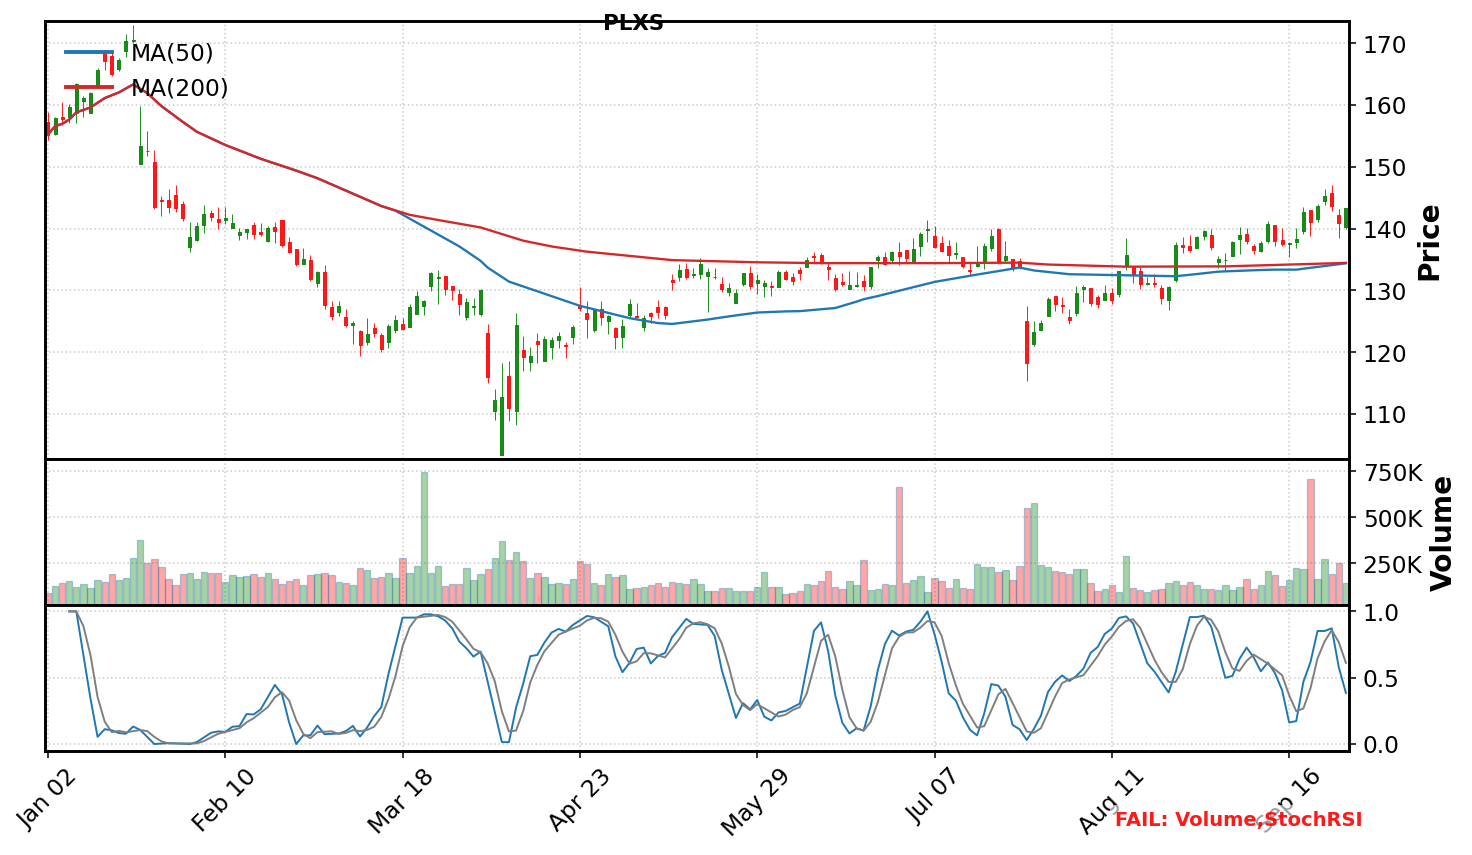 PLXS
MA(50)
MA(200)
170
160
150
140
130
120
110
Price
750K
500K
250K
Volume
1.0
0.5
0.0
Jan 02
Feb 10
Mar 18
Apr 23
May 29
Jul 07
Aug 11
Sep 16
FAIL: Volume,StochRSI